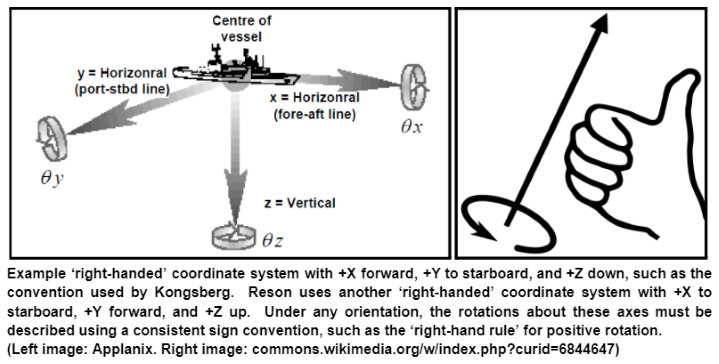 Centre of
vessel
y = Horizonral
(port-stbd line)
x = Horizonral
(fore-aft line)
θx
θy
z = Vertical
θz
Example ‘right-handed’ coordinate system with +X forward, +Y to starboard, and +Z down, such as the
convention used by Kongsberg. Reson uses another ‘right-handed’ coordinate system with +X to
starboard, +Y forward, and +Z up. Under any orientation, the rotations about these axes must be
described using a consistent sign convention, such as the ‘right-hand rule’ for positive rotation.
(Left image: Applanix. Right image: commons.wikimedia.org/w/index.php?curid=6844647)